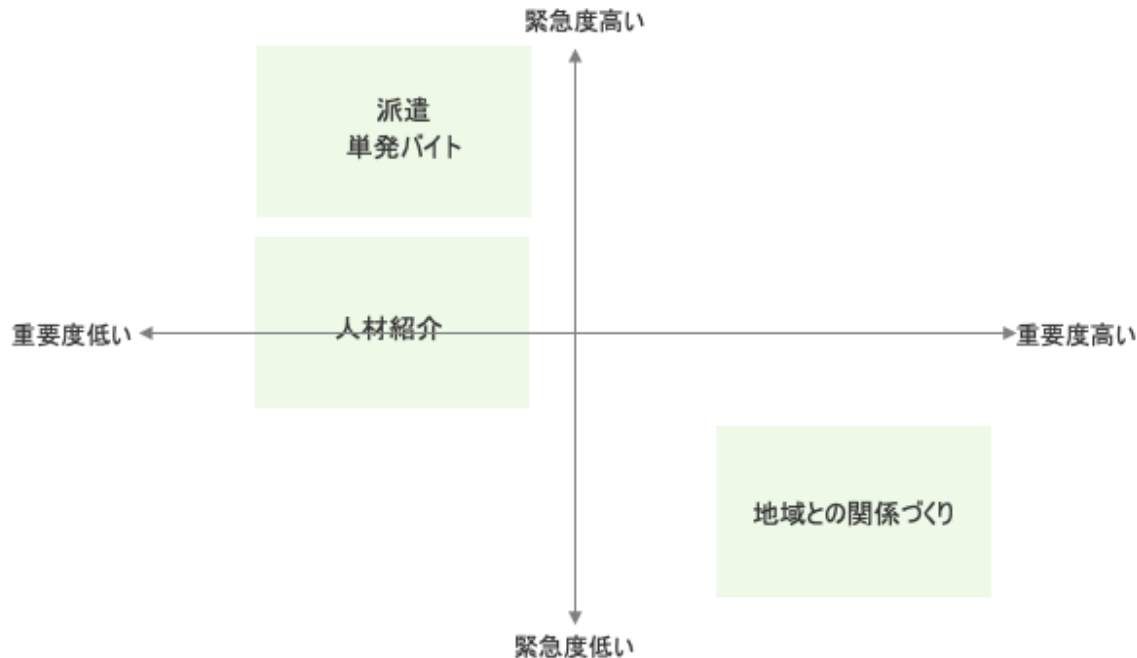 緊急度高い
派遣
単発バイト
人材紹介
重要度低い
重要度高い
地域との関係づくり
緊急度低い